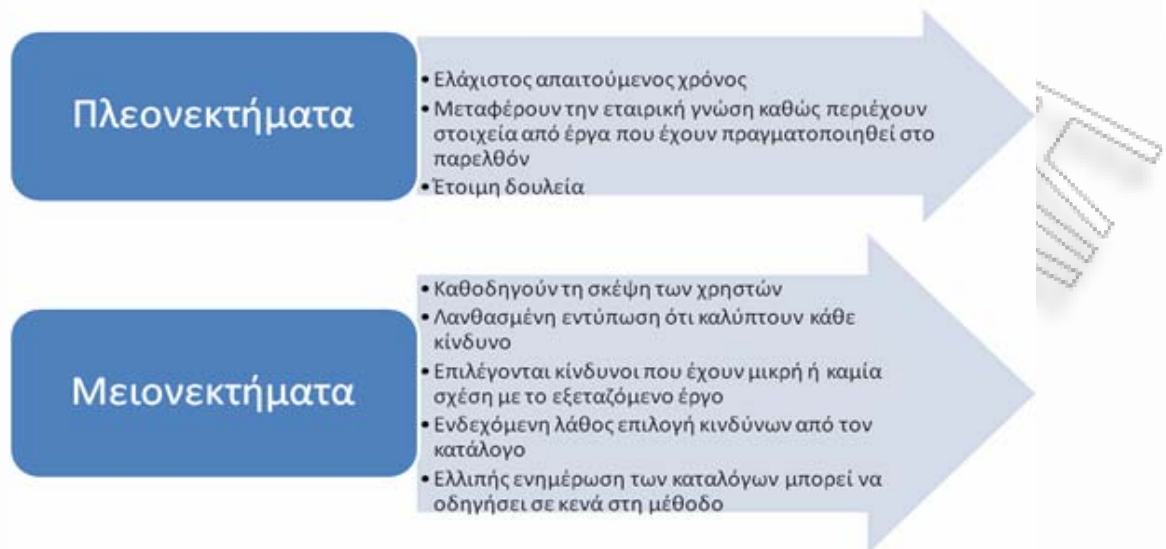 Πλεονεκτήματα
• Ελάχιστος απαιτούμενος χρόνος
• Μεταφέρουν την εταιρική γνώση καθώς περιέχουν
στοιχεία από έργα που έχουν πραγματοποιηθεί στο
παρελθόν
• Έτοιμη δουλεία
Μειονεκτήματα
• Καθοδηγούν τη σκέψη των χρηστών
• Λανθασμένη εντύπωση ότι καλύπτουν κάθε
κίνδυνο
• Επιλέγονται κίνδυνοι που έχουν μικρή ή καμία
σχέση με το εξεταζόμενο έργο
• Ενδεχόμενη λάθος επιλογή κινδύνων από τον
κατάλογο
• Ελλιπής ενημέρωση των καταλόγων μπορεί να
οδηγήσει σε κενά στη μέθοδο